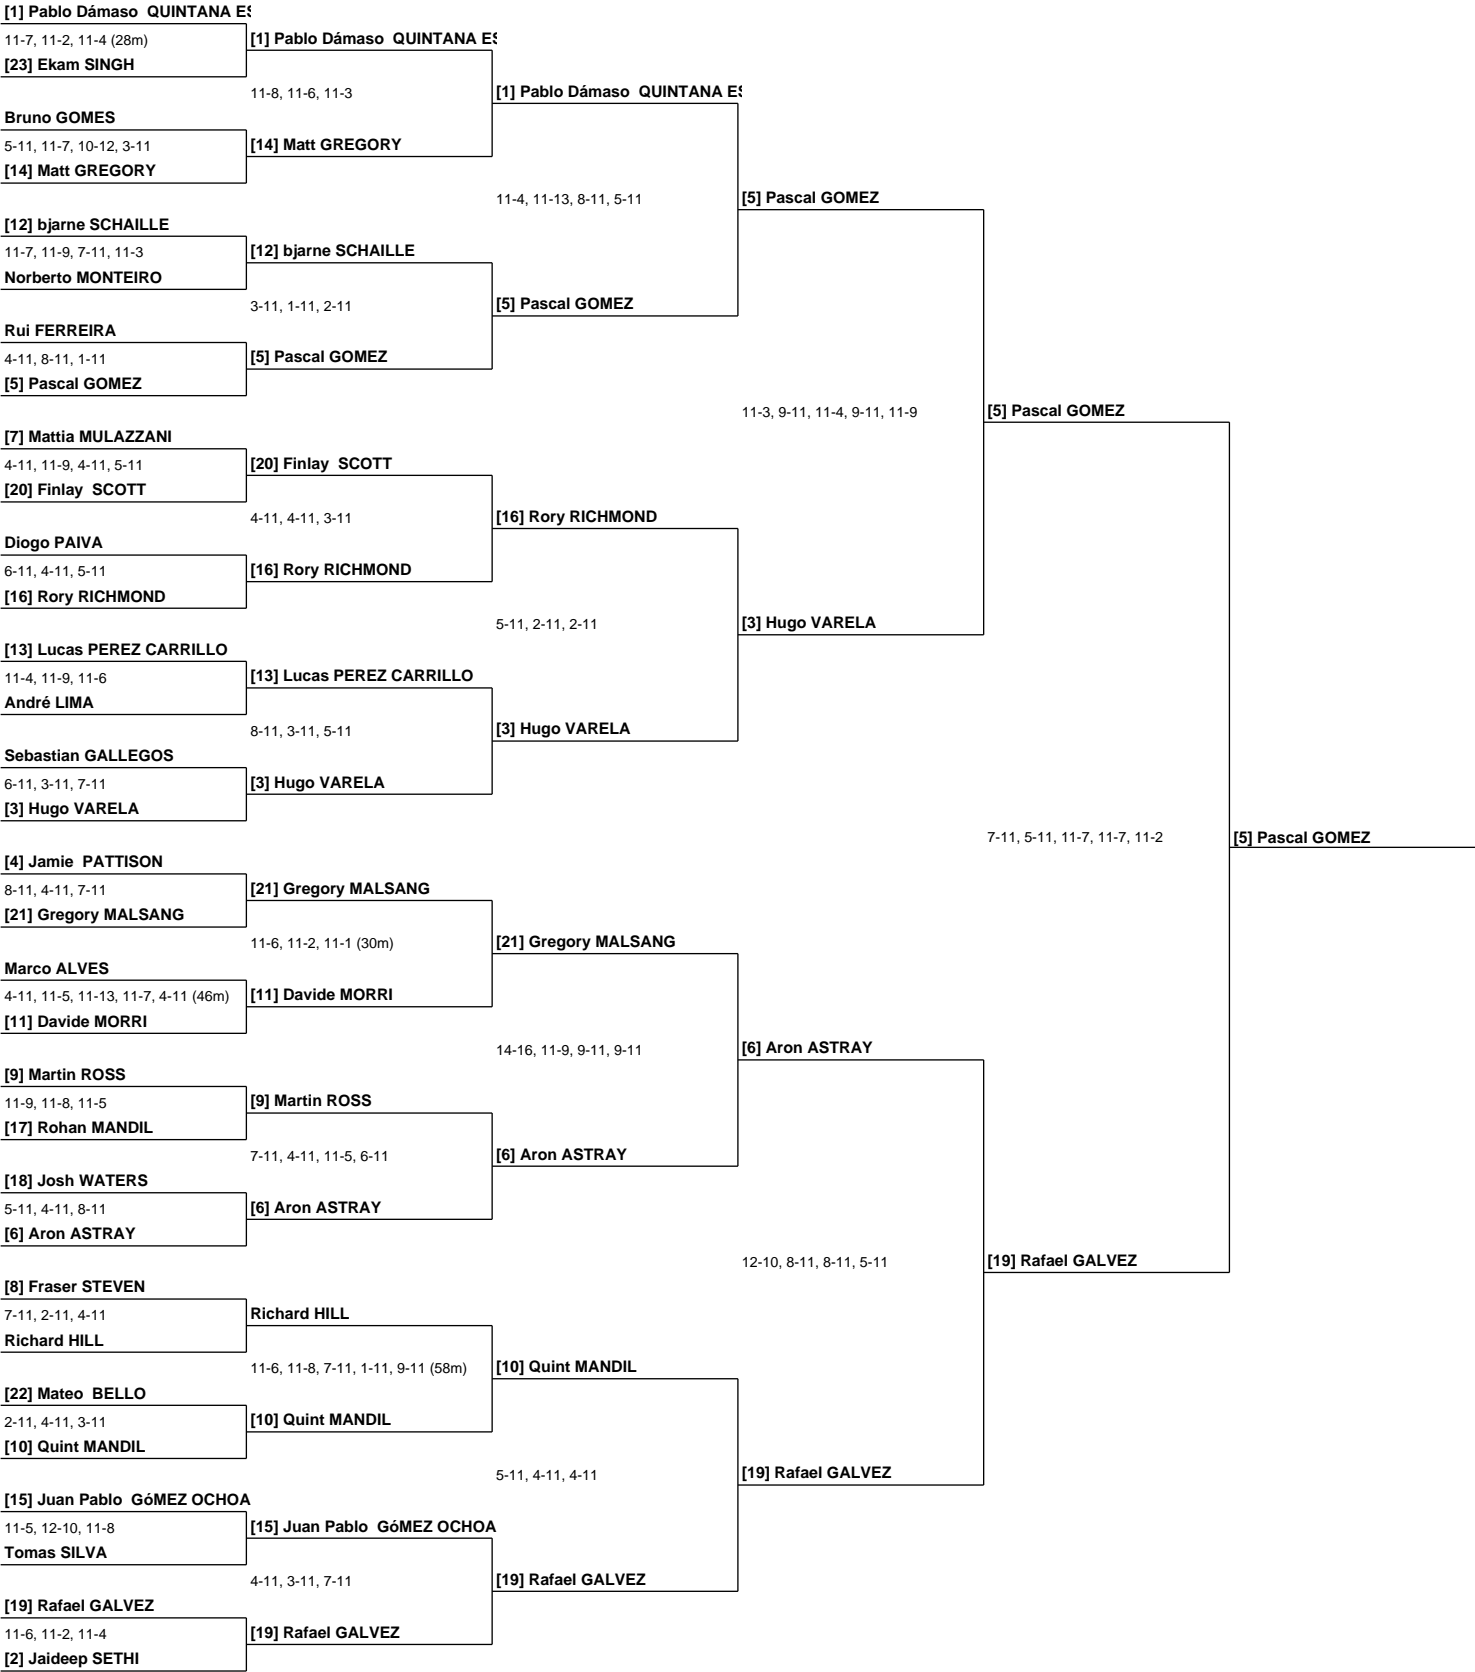 [1] Pablo Dámaso  QUINTANA ES
11-7, 11-2, 11-4 (28m)
[1] Pablo Dámaso  QUINTANA ES
[23] Ekam SINGH
11-8, 11-6, 11-3
[1] Pablo Dámaso  QUINTANA ES
Bruno GOMES
5-11, 11-7, 10-12, 3-11
[14] Matt GREGORY
[14] Matt GREGORY
11-4, 11-13, 8-11, 5-11
[5] Pascal GOMEZ
[12] bjarne SCHAILLE
11-7, 11-9, 7-11, 11-3
[12] bjarne SCHAILLE
Norberto MONTEIRO
3-11, 1-11, 2-11
[5] Pascal GOMEZ
Rui FERREIRA
4-11, 8-11, 1-11
[5] Pascal GOMEZ
[5] Pascal GOMEZ
11-3, 9-11, 11-4, 9-11, 11-9
[5] Pascal GOMEZ
[7] Mattia MULAZZANI
4-11, 11-9, 4-11, 5-11
[20] Finlay  SCOTT
[20] Finlay  SCOTT
4-11, 4-11, 3-11
[16] Rory RICHMOND
Diogo PAIVA
6-11, 4-11, 5-11
[16] Rory RICHMOND
[16] Rory RICHMOND
5-11, 2-11, 2-11
[3] Hugo VARELA
[13] Lucas PEREZ CARRILLO
11-4, 11-9, 11-6
[13] Lucas PEREZ CARRILLO
André LIMA
8-11, 3-11, 5-11
[3] Hugo VARELA
Sebastian GALLEGOS
6-11, 3-11, 7-11
[3] Hugo VARELA
[3] Hugo VARELA
7-11, 5-11, 11-7, 11-7, 11-2
[5] Pascal GOMEZ
[4] Jamie  PATTISON
8-11, 4-11, 7-11
[21] Gregory MALSANG
[21] Gregory MALSANG
11-6, 11-2, 11-1 (30m)
[21] Gregory MALSANG
Marco ALVES
4-11, 11-5, 11-13, 11-7, 4-11 (46m)
[11] Davide MORRI
[11] Davide MORRI
14-16, 11-9, 9-11, 9-11
[6] Aron ASTRAY
[9] Martin ROSS
11-9, 11-8, 11-5
[9] Martin ROSS
[17] Rohan MANDIL
7-11, 4-11, 11-5, 6-11
[6] Aron ASTRAY
[18] Josh WATERS
5-11, 4-11, 8-11
[6] Aron ASTRAY
[6] Aron ASTRAY
12-10, 8-11, 8-11, 5-11
[19] Rafael GALVEZ
[8] Fraser STEVEN
7-11, 2-11, 4-11
Richard HILL
Richard HILL
11-6, 11-8, 7-11, 1-11, 9-11 (58m)
[10] Quint MANDIL
[22] Mateo  BELLO
2-11, 4-11, 3-11
[10] Quint MANDIL
[10] Quint MANDIL
5-11, 4-11, 4-11
[19] Rafael GALVEZ
[15] Juan Pablo  GóMEZ OCHOA
11-5, 12-10, 11-8
[15] Juan Pablo  GóMEZ OCHOA
Tomas SILVA
4-11, 3-11, 7-11
[19] Rafael GALVEZ
[19] Rafael GALVEZ
11-6, 11-2, 11-4
[19] Rafael GALVEZ
[2] Jaideep SETHI